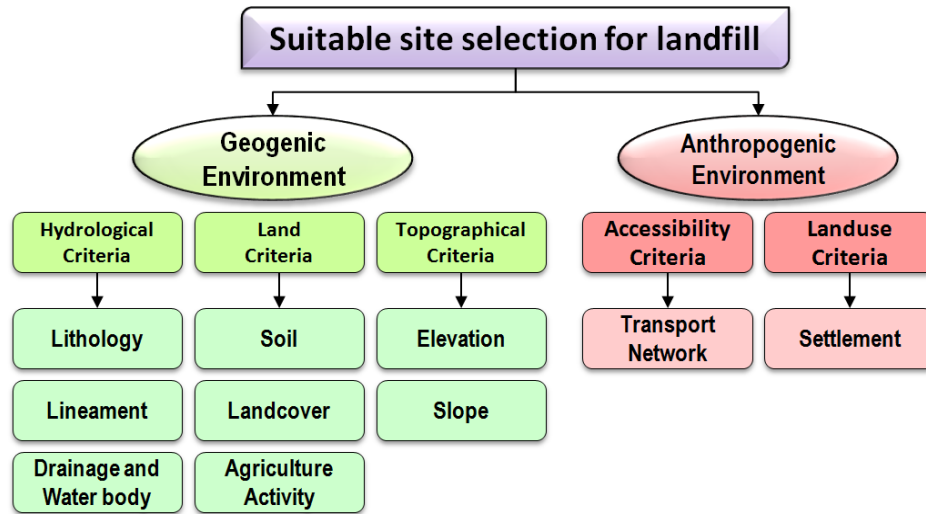 Suitable site selection for landfill
Geogenic
Environment
Anthropogenic
Environment
Hydrological
Criteria
Land
Criteria
Topographical
Criteria
Accessibility
Criteria
Landuse
Criteria
Lithology
Soil
Elevation
Transport
Network
Settlement
Lineament
Landcover
Slope
Drainage and
Water body
Agriculture
Activity